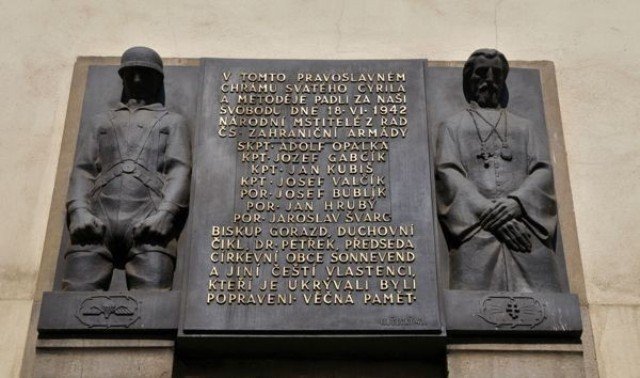 V TOMTO PRAVOSLAVNÉM
CHRÁMU SVATÉHO CYRILA
A METODĚJE PADLI ZA NAŠI
SVOBODU DNE 18·VI·1942
NÁRODNÍ MSTITELÉ Z ŘAD
ČS· ZAHRANIČNÍ ARMÁDY
SKPT· ADOLF OPÁLKA
KPT· JOZEF GABČÍK
KPT· JAN KUBIŠ
KPT· JOSEF VALČÍK
POR· JOSEF BUBLÍK
POR· JAN HRUBÝ
POR· JAROSLAV ŠVARC
BISKUP GORAZD, DUCHOVNÍ
ČIKL, DR. PETŘEK, PŘEDSEDA
CÍRKEVNÍ OBCE SONNEVEND
A JINÍ ČEŠTÍ VLASTENCI,
KTEŘÍ JE UKRÝVALI BYLI
POPRAVENI· VĚČNÁ PAMĚŤ·